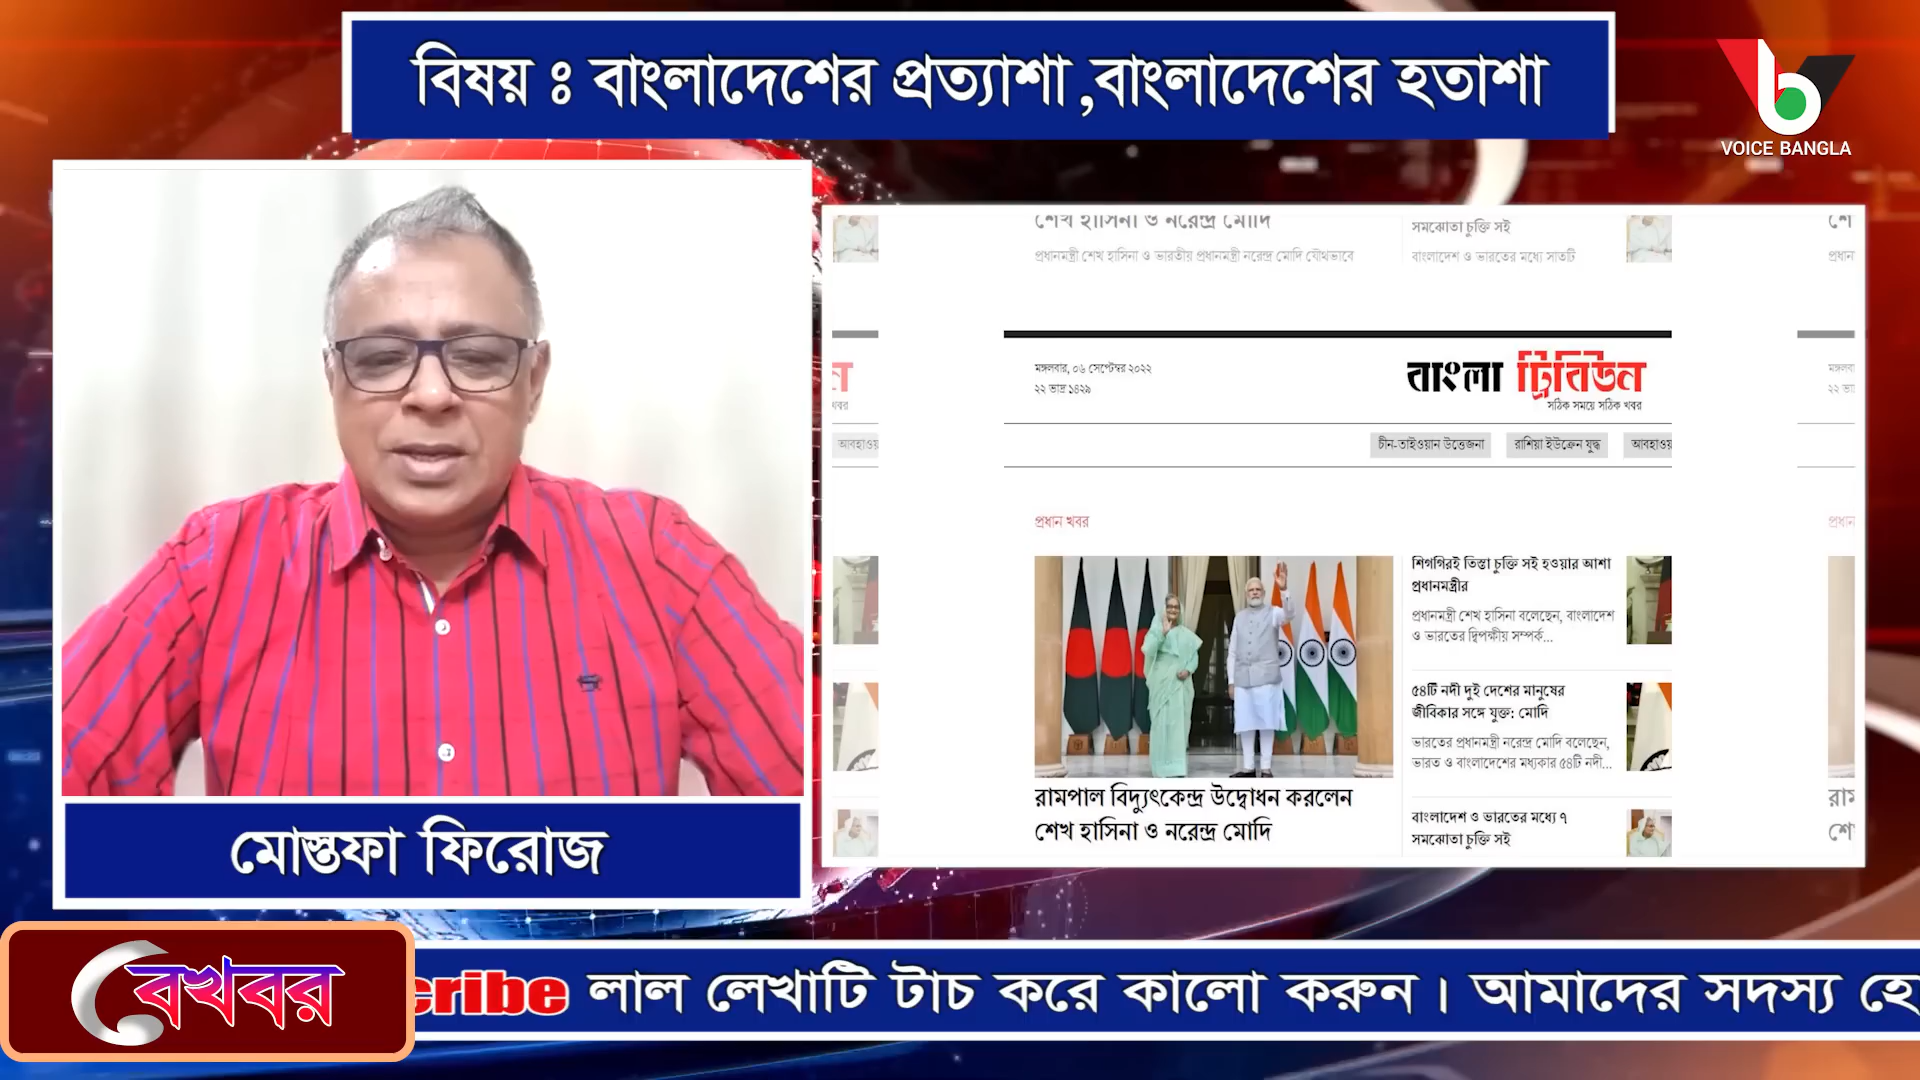 বিষয় ঃ বাংলাদেশের প্রত্যাশা ,বাংলাদেশের হতাশা
VOICE BANGLA
শেখ হাসিনা ও নরেন্দ্র মোদি
প্রধানমন্ত্রী শেখ হাসিনা ও ভারতীয় প্রধানমন্ত্রী নরেন্দ্র মোদি যৌথভাবে
সমঝোতা চুক্তি সই
বাংলাদেশ ও ভারতের মধ্যে সাতটি
মঙ্গলবার, ০৬ সেপ্টেম্বর ২০২২
২২ ভাদ্র ১৪২৯
বাংলা ট্রিবিউন
সঠিক সময়ে সঠিক খবর
চীন-তাইওয়ান উত্তেজনা
রাশিয়া ইউক্রেন যুদ্ধ
আবহাওয়
প্রধান খবর
শিগগিরই তিস্তা চুক্তি সই হওয়ার আশা
প্রধানমন্ত্রীর
প্রধানমন্ত্রী শেখ হাসিনা বলেছেন, বাংলাদেশ
ও ভারতের দ্বিপক্ষীয় সম্পর্ক...
৫৪টি নদী দুই দেশের মানুষের
জীবিকার সঙ্গে যুক্ত: মোদি
ভারতের প্রধানমন্ত্রী নরেন্দ্র মোদি বলেছেন,
ভারত ও বাংলাদেশের মধ্যকার ৫৪টি নদী...
রামপাল বিদ্যুৎকেন্দ্র উদ্বোধন করলেন
শেখ হাসিনা ও নরেন্দ্র মোদি
বাংলাদেশ ও ভারতের মধ্যে ৭
সমঝোতা চুক্তি সই
মোস্তফা ফিরোজ
বেখবর
cribe লাল লেখাটি টাচ করে কালো করুন। আমাদের সদস্য হো